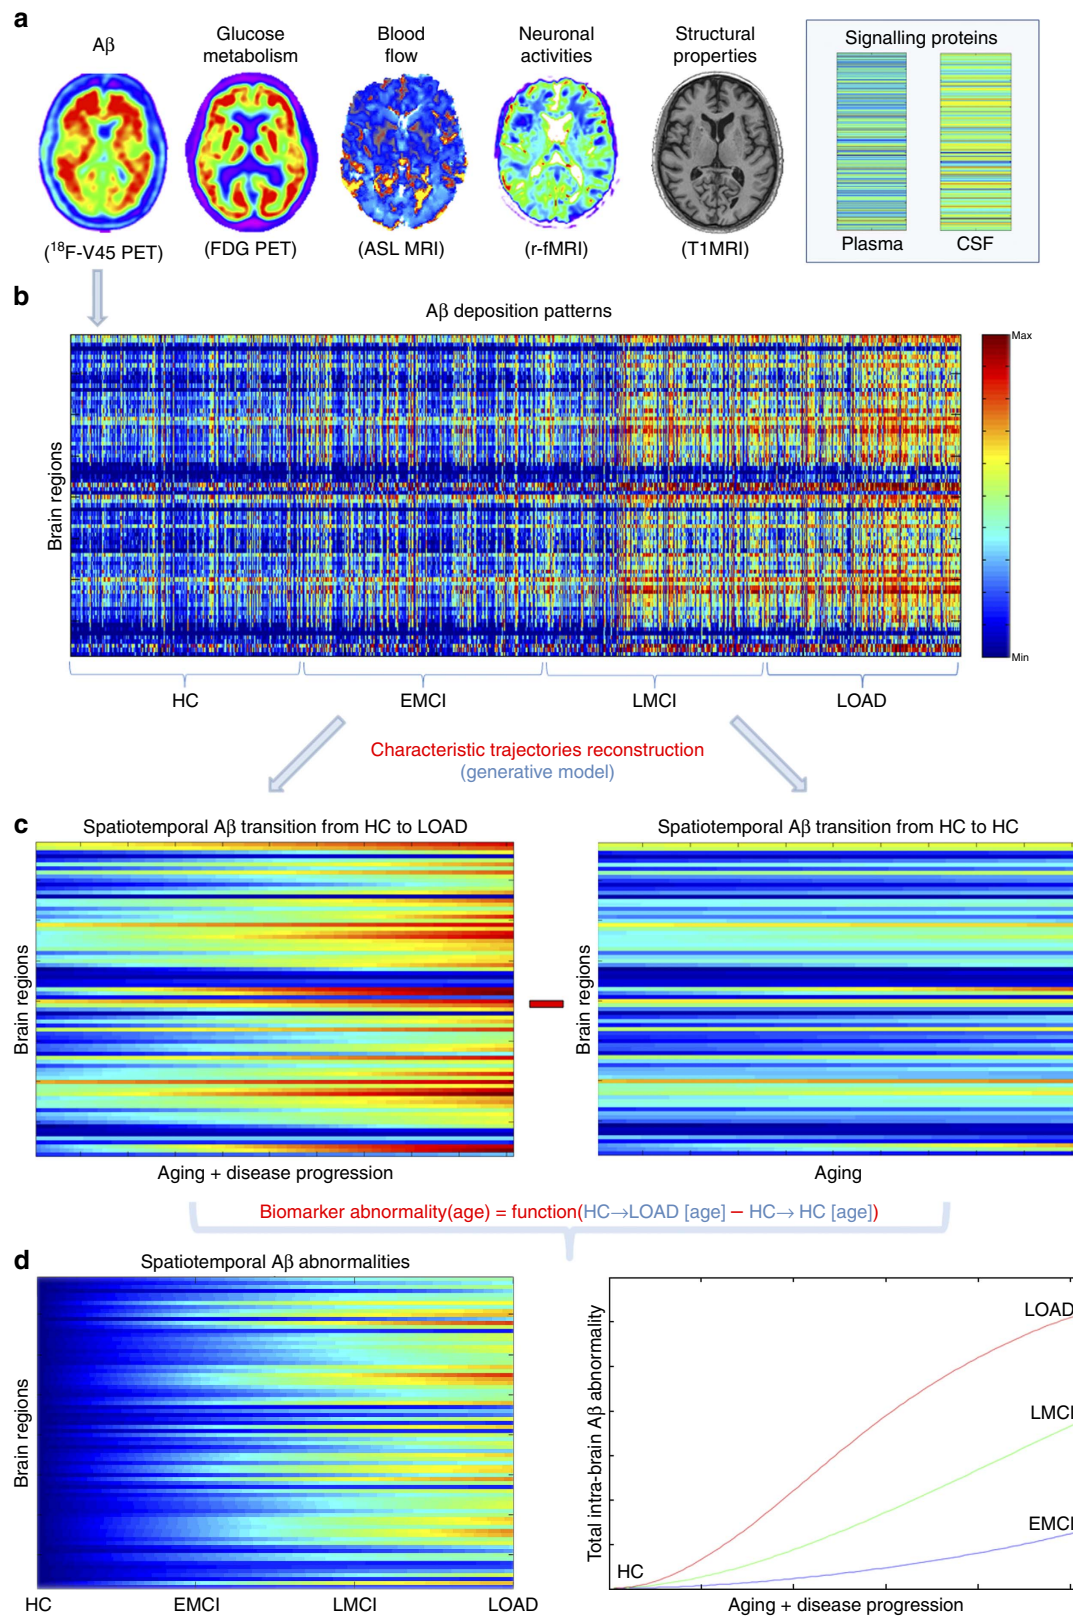 a
Aβ
Glucose
metabolism
Blood
flow
Neuronal
activities
Structural
properties
Signalling proteins
(¹⁸F-V45 PET)
(FDG PET)
(ASL MRI)
(r-fMRI)
(T1MRI)
Plasma
CSF
b
Aβ deposition patterns
Brain regions
Max
Min
HC
EMCI
LMCI
LOAD
Characteristic trajectories reconstruction
(generative model)
c
Spatiotemporal Aβ transition from HC to LOAD
Spatiotemporal Aβ transition from HC to HC
Brain regions
Brain regions
Aging + disease progression
Aging
Biomarker abnormality(age) = function(HC→LOAD [age] − HC→ HC [age])
d
Spatiotemporal Aβ abnormalities
Brain regions
HC
EMCI
LMCI
LOAD
Total intra-brain Aβ abnormality
LOAD
LMCI
EMCI
HC
Aging + disease progression